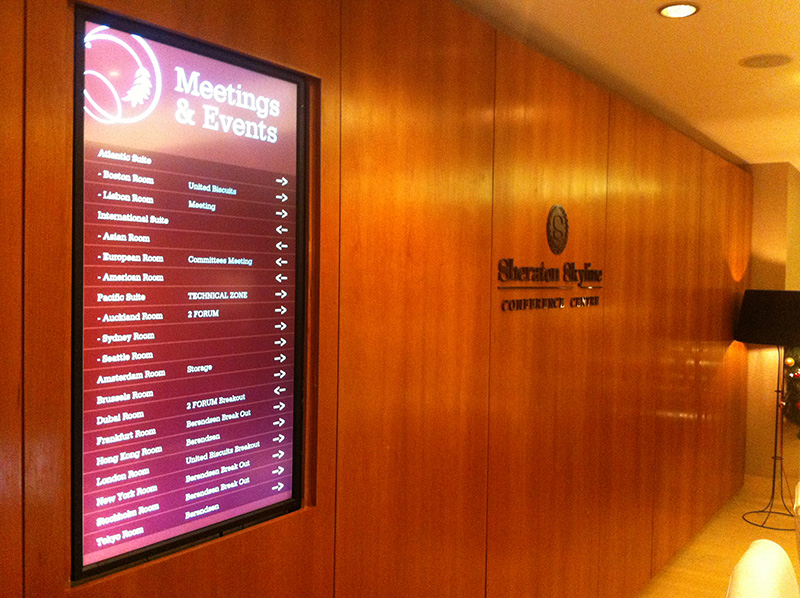 Meetings
& Events
Atlantic Suite
- Boston Room United Biscuits
- Lisbon Room Meeting
International Suite
- Asian Room
- European Room Committees Meeting
- American Room
Pacific Suite TECHNICAL ZONE
- Auckland Room 2 FORUM
- Sydney Room
- Seattle Room
Amsterdam Room Storage
Brussels Room
Dubai Room 2 FORUM Breakout
Frankfurt Room Berendsen Break Out
Hong Kong Room Berendsen
London Room United Biscuits Breakout
New York Room Berendsen Break Out
Stockholm Room Berendsen Break Out
Tokyo Room Berendsen
S
Sheraton Skyline
CONFERENCE CENTRE